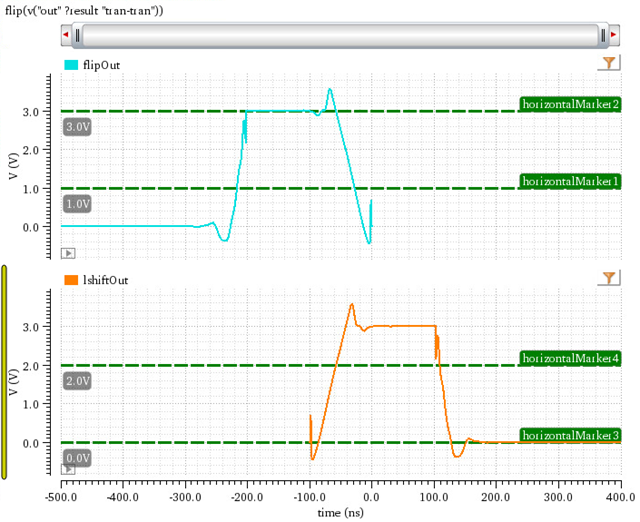 flip(v("out" ?result "tran-tran"))
flipOut
horizontalMarker2
3.0
3.0V
2.0
V (V)
horizontalMarker1
1.0
1.0V
0.0
lshiftOut
3.0
horizontalMarker4
2.0
2.0V
V (V)
1.0
horizontalMarker3
0.0
0.0V
-500.0 -400.0 -300.0 -200.0 -100.0 0.0 100.0 200.0 300.0 400.0
time (ns)